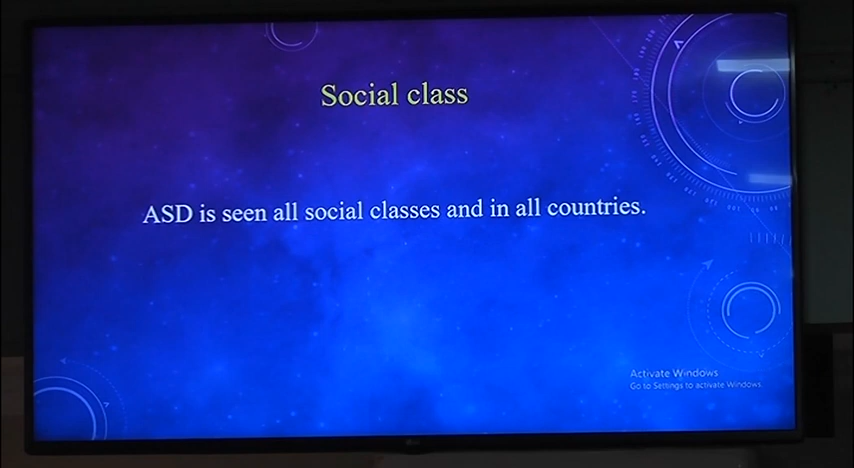 Social class
ASD is seen all social classes and in all countries.
Activate Windows
Go to Settings to activate Windows.